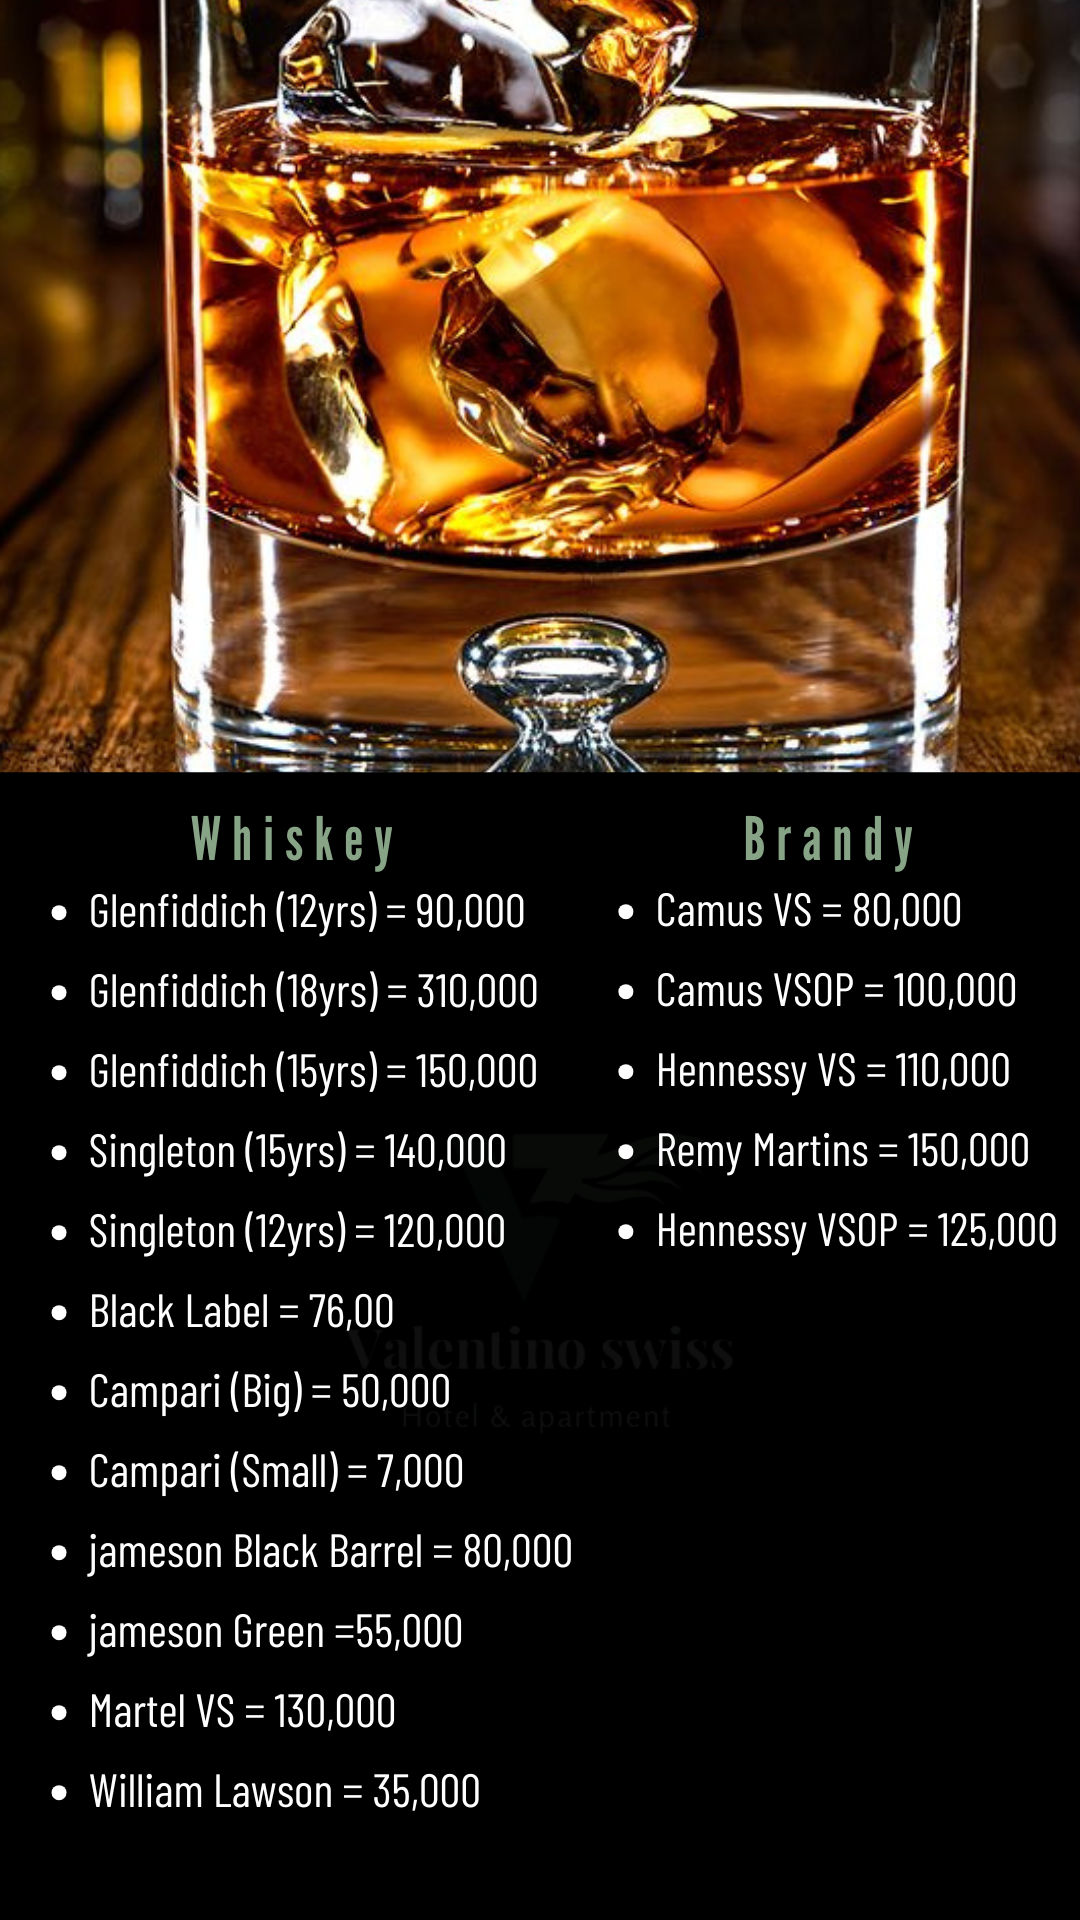 Whiskey
Glenfiddich (12yrs) = 90,000
Glenfiddich (18yrs) = 310,000
Glenfiddich (15yrs) = 150,000
Singleton (15yrs) = 140,000
Singleton (12yrs) = 120,000
Black Label = 76,00
Campari (Big) = 50,000
Campari (Small) = 7,000
jameson Black Barrel = 80,000
jameson Green =55,000
Martel VS = 130,000
William Lawson = 35,000
Brandy
Camus VS = 80,000
Camus VSOP = 100,000
Hennessy VS = 110,000
Remy Martins = 150,000
Hennessy VSOP = 125,000
Valentino swiss
Hotel & apartment